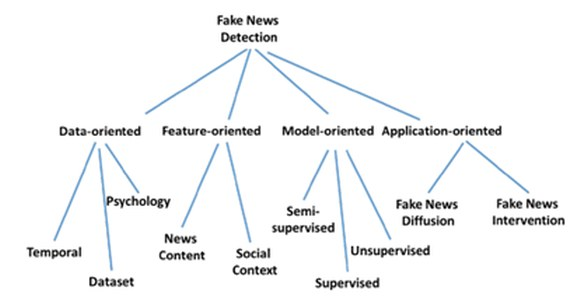 Fake News
Detection
Data-oriented Feature-oriented Model-oriented Application-oriented
Psychology
Temporal
Dataset
News
Content
Social
Context
Semi-
supervised
Unsupervised
Supervised
Fake News
Diffusion
Fake News
Intervention